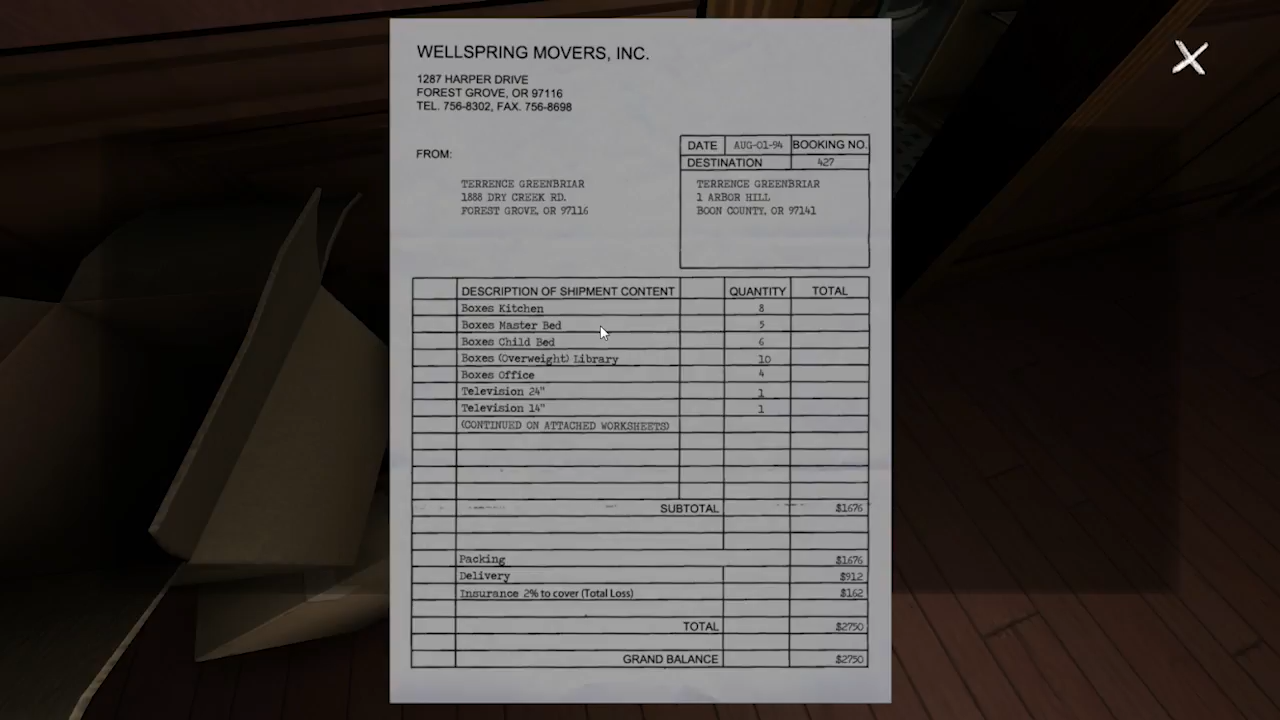 WELLSPRING MOVERS, INC.
1287 HARPER DRIVE
FOREST GROVE, OR 97116
TEL. 756-8302, FAX. 756-8698
DATE AUG-01-94 BOOKING NO.
DESTINATION 427
FROM:
TERRENCE GREENBRIAR
1888 DRY CREEK RD.
FOREST GROVE, OR 97116
TERRENCE GREENBRIAR
1 ARBOR HILL
BOON COUNTY, OR 97141
DESCRIPTION OF SHIPMENT CONTENT QUANTITY TOTAL
Boxes Kitchen 8
Boxes Master Bed 5
Boxes Child Bed 6
Boxes (Overweight) Library 10
Boxes Office 4
Television 24" 1
Television 14" 1
(CONTINUED ON ATTACHED WORKSHEETS)
SUBTOTAL $1676
Packing $1676
Delivery $912
Insurance 2% to cover (Total Loss) $162
TOTAL $2750
GRAND BALANCE $2750